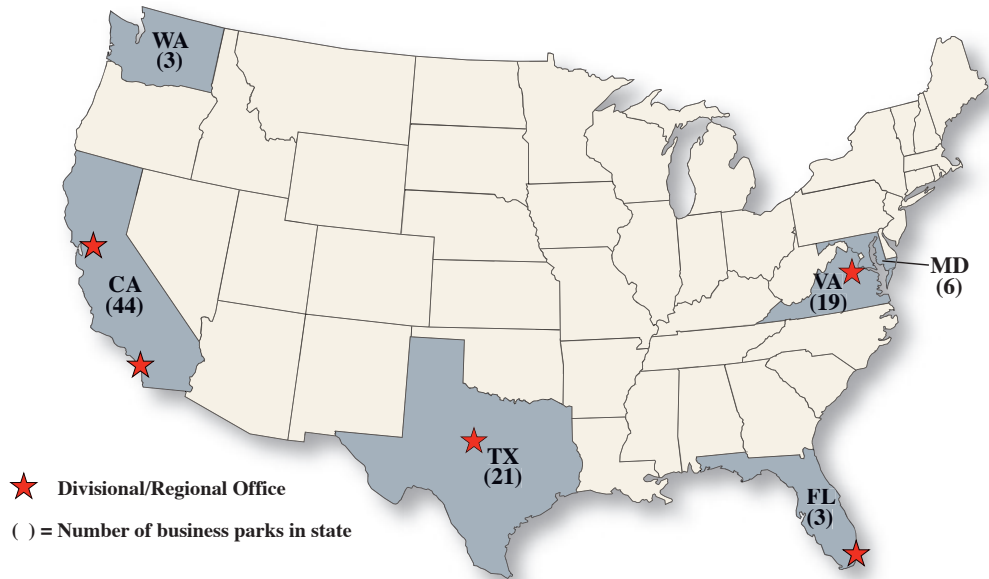 WA
(3)
CA
(44)
VA
(19)
MD
(6)
TX
(21)
FL
(3)
Divisional/Regional Office
( ) = Number of business parks in state